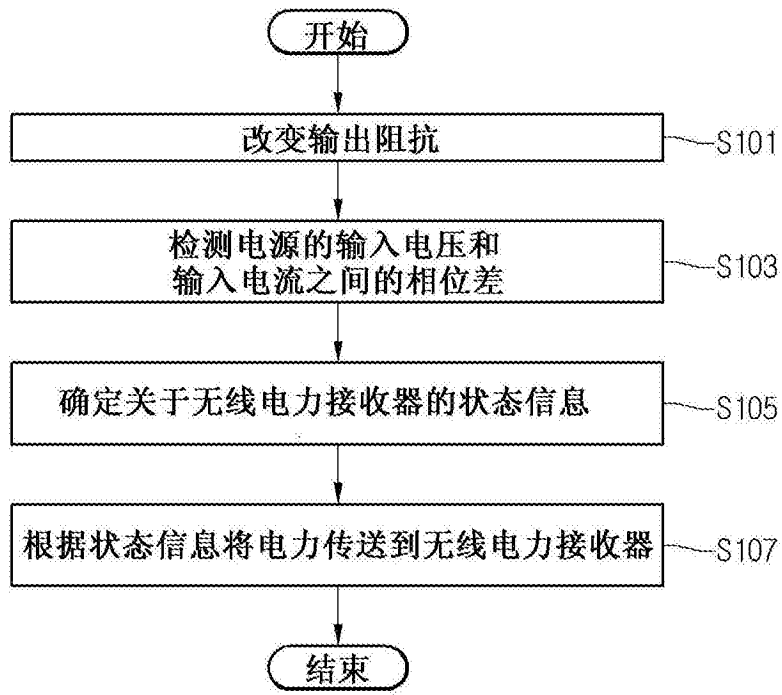 开始
改变输出阻抗
S101
检测电源的输入电压和
输入电流之间的相位差
S103
确定关于无线电力接收器的状态信息
S105
根据状态信息将电力传送到无线电力接收器
S107
结束